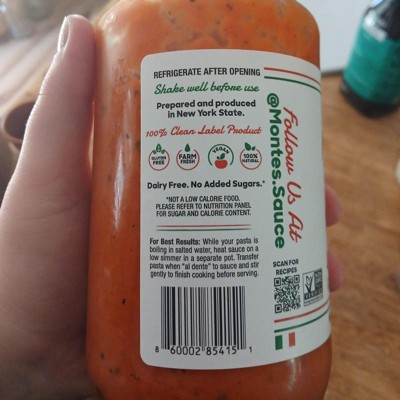 REFRIGERATE AFTER OPENING
Shake well before use
Prepared and produced
in New York State.
100% Clean Label Product
GLUTEN
FREE
FARM
FRESH
VEGAN
100%
NATURAL
Dairy Free. No Added Sugars.*
*NOT A LOW CALORIE FOOD,
PLEASE REFER TO NUTRITION PANEL
FOR SUGAR AND CALORIE CONTENT.
For Best Results: While your pasta is
boiling in salted water, heat sauce on a
low simmer in a separate pot. Transfer
pasta when "al dente" to sauce and stir
gently to finish cooking before serving.
8 60002 85415 1
Follow Us At
@Montes.Sauce
SCAN FOR
RECIPES
NON
GMO